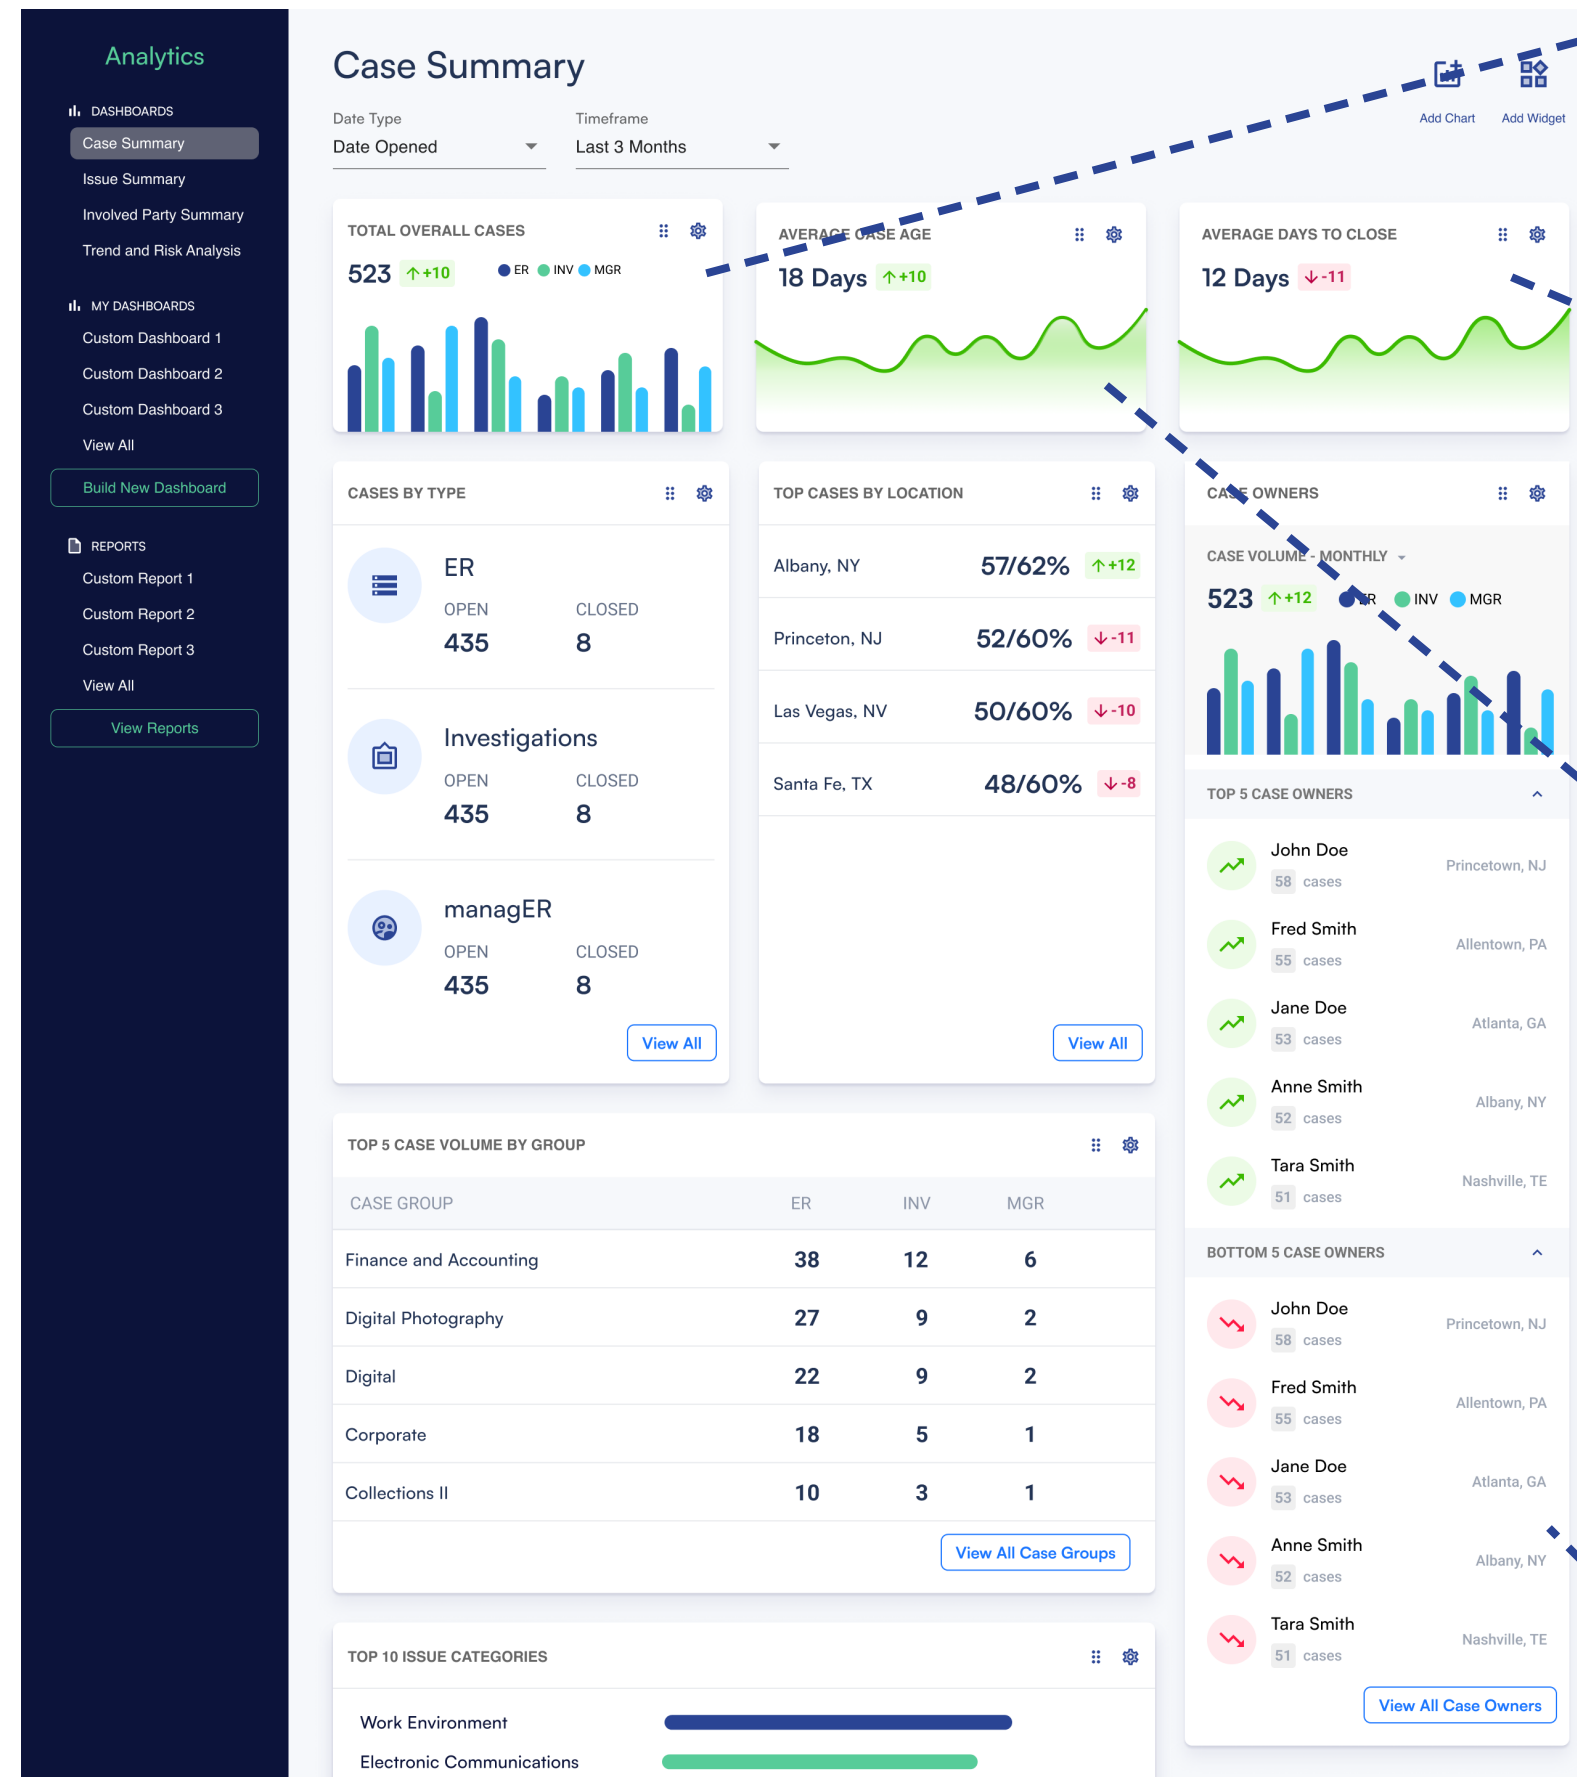 Analytics
DASHBOARDS
Case Summary
Issue Summary
Involved Party Summary
Trend and Risk Analysis
MY DASHBOARDS
Custom Dashboard 1
Custom Dashboard 2
Custom Dashboard 3
View All
Build New Dashboard
REPORTS
Custom Report 1
Custom Report 2
Custom Report 3
View All
View Reports
Case Summary
Add Chart Add Widget
Date Type Timeframe
Date Opened Last 3 Months
TOTAL OVERALL CASES
523 +10 ER INV MGR
AVERAGE CASE AGE
18 Days +10
AVERAGE DAYS TO CLOSE
12 Days -11
CASES BY TYPE
ER
OPEN CLOSED
435 8
Investigations
OPEN CLOSED
435 8
managER
OPEN CLOSED
435 8
View All
TOP CASES BY LOCATION
Albany, NY 57/62% +12
Princeton, NJ 52/60% -11
Las Vegas, NV 50/60% -10
Santa Fe, TX 48/60% -8
View All
CASE OWNERS
CASE VOLUME - MONTHLY
523 +12 ER INV MGR
TOP 5 CASE OWNERS
John Doe Princetown, NJ
58 cases
Fred Smith Allentown, PA
55 cases
Jane Doe Atlanta, GA
53 cases
Anne Smith Albany, NY
52 cases
Tara Smith Nashville, TE
51 cases
BOTTOM 5 CASE OWNERS
John Doe Princetown, NJ
58 cases
Fred Smith Allentown, PA
55 cases
Jane Doe Atlanta, GA
53 cases
Anne Smith Albany, NY
52 cases
Tara Smith Nashville, TE
51 cases
View All Case Owners
TOP 5 CASE VOLUME BY GROUP
CASE GROUP ER INV MGR
Finance and Accounting 38 12 6
Digital Photography 27 9 2
Digital 22 9 2
Corporate 18 5 1
Collections II 10 3 1
View All Case Groups
TOP 10 ISSUE CATEGORIES
Work Environment
Electronic Communications